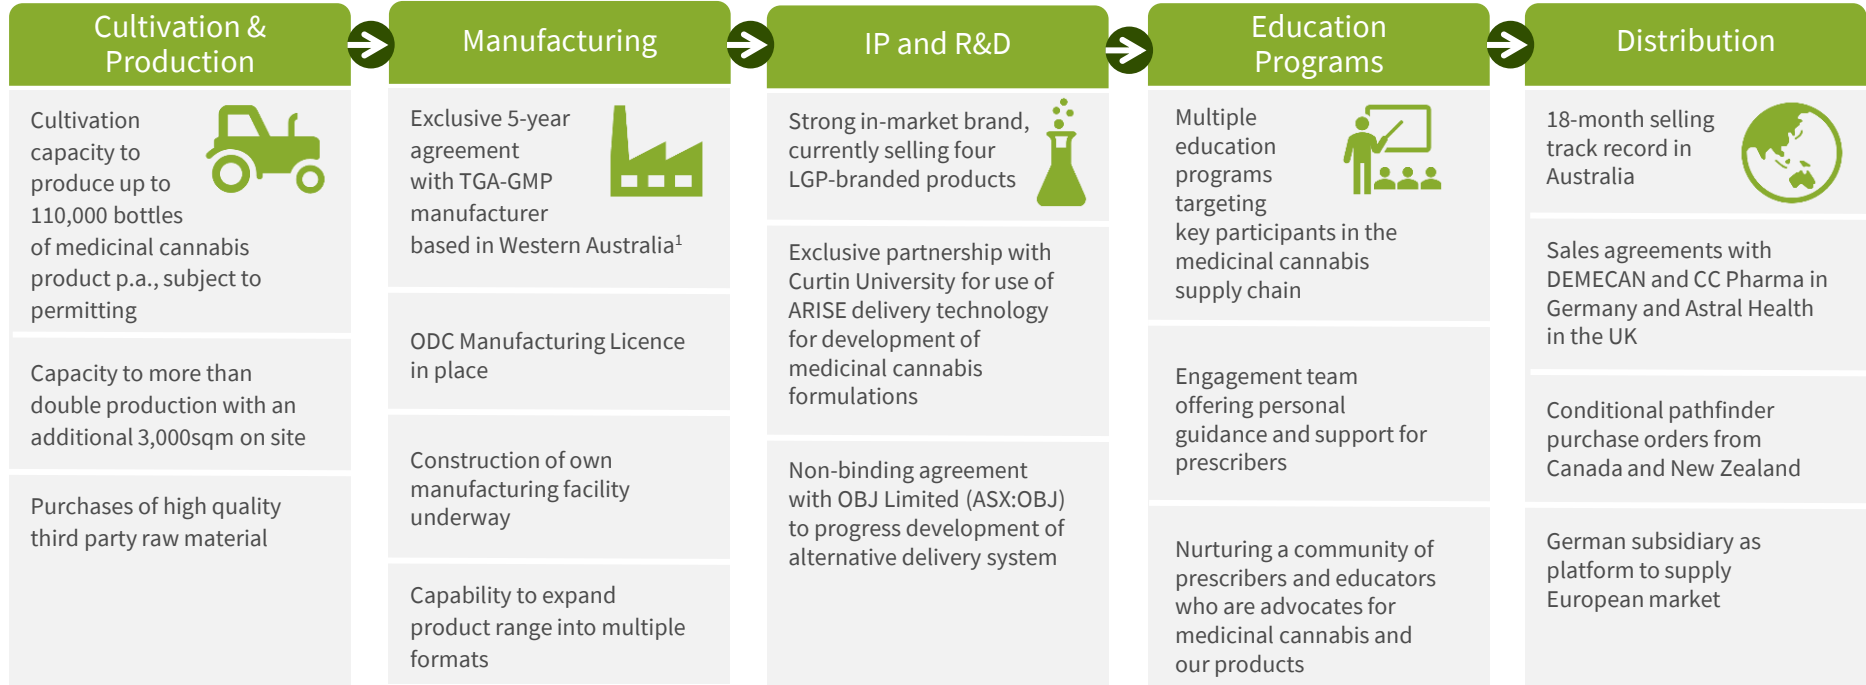 Cultivation &
Production
Cultivation
capacity to
produce up to
110,000 bottles
of medicinal cannabis
product p.a., subject to
permitting
Capacity to more than
double production with an
additional 3,000sqm on site
Purchases of high quality
third party raw material
Manufacturing
Exclusive 5-year
agreement
with TGA-GMP
manufacturer
based in Western Australia¹
ODC Manufacturing Licence
in place
Construction of own
manufacturing facility
underway
Capability to expand
product range into multiple
formats
IP and R&D
Strong in-market brand,
currently selling four
LGP-branded products
Exclusive partnership with
Curtin University for use of
ARISE delivery technology
for development of
medicinal cannabis
formulations
Non-binding agreement
with OBJ Limited (ASX:OBJ)
to progress development of
alternative delivery system
Education
Programs
Multiple
education
programs
targeting
key participants in the
medicinal cannabis
supply chain
Engagement team
offering personal
guidance and support for
prescribers
Nurturing a community of
prescribers and educators
who are advocates for
medicinal cannabis and
our products
Distribution
18-month selling
track record in
Australia
Sales agreements with
DEMECAN and CC Pharma in
Germany and Astral Health
in the UK
Conditional pathfinder
purchase orders from
Canada and New Zealand
German subsidiary as
platform to supply
European market